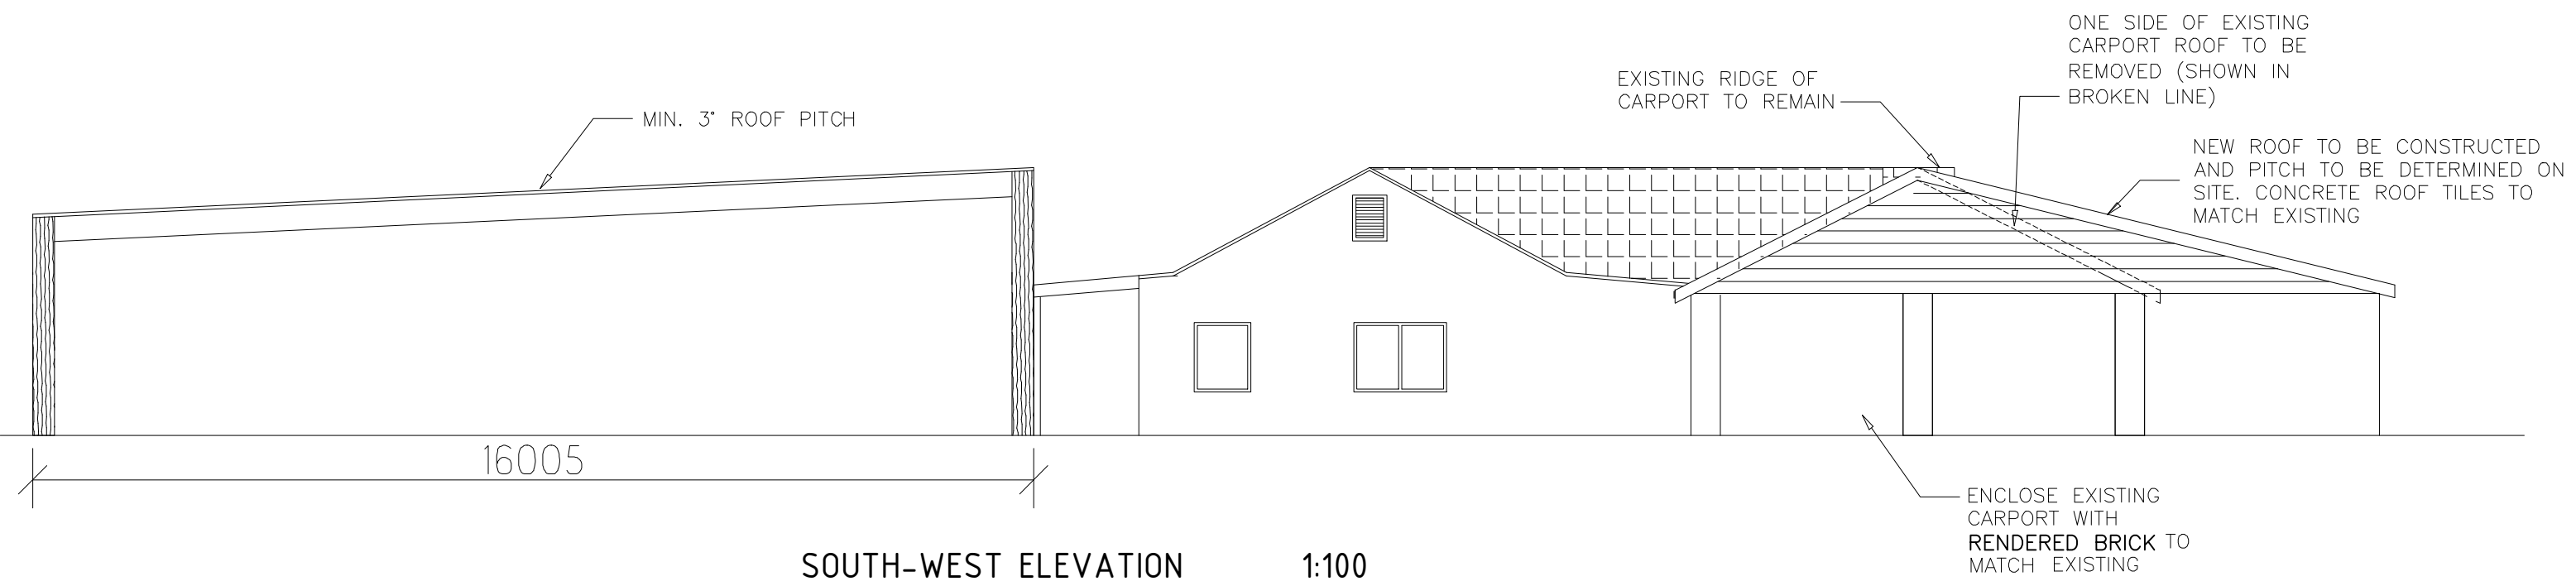 ONE SIDE OF EXISTING
CARPORT ROOF TO BE
REMOVED (SHOWN IN
BROKEN LINE)
EXISTING RIDGE OF
CARPORT TO REMAIN
MIN. 3° ROOF PITCH
NEW ROOF TO BE CONSTRUCTED
AND PITCH TO BE DETERMINED ON
SITE. CONCRETE ROOF TILES TO
MATCH EXISTING
16005
ENCLOSE EXISTING
CARPORT WITH
RENDERED BRICK TO
MATCH EXISTING
SOUTH-WEST ELEVATION 1:100